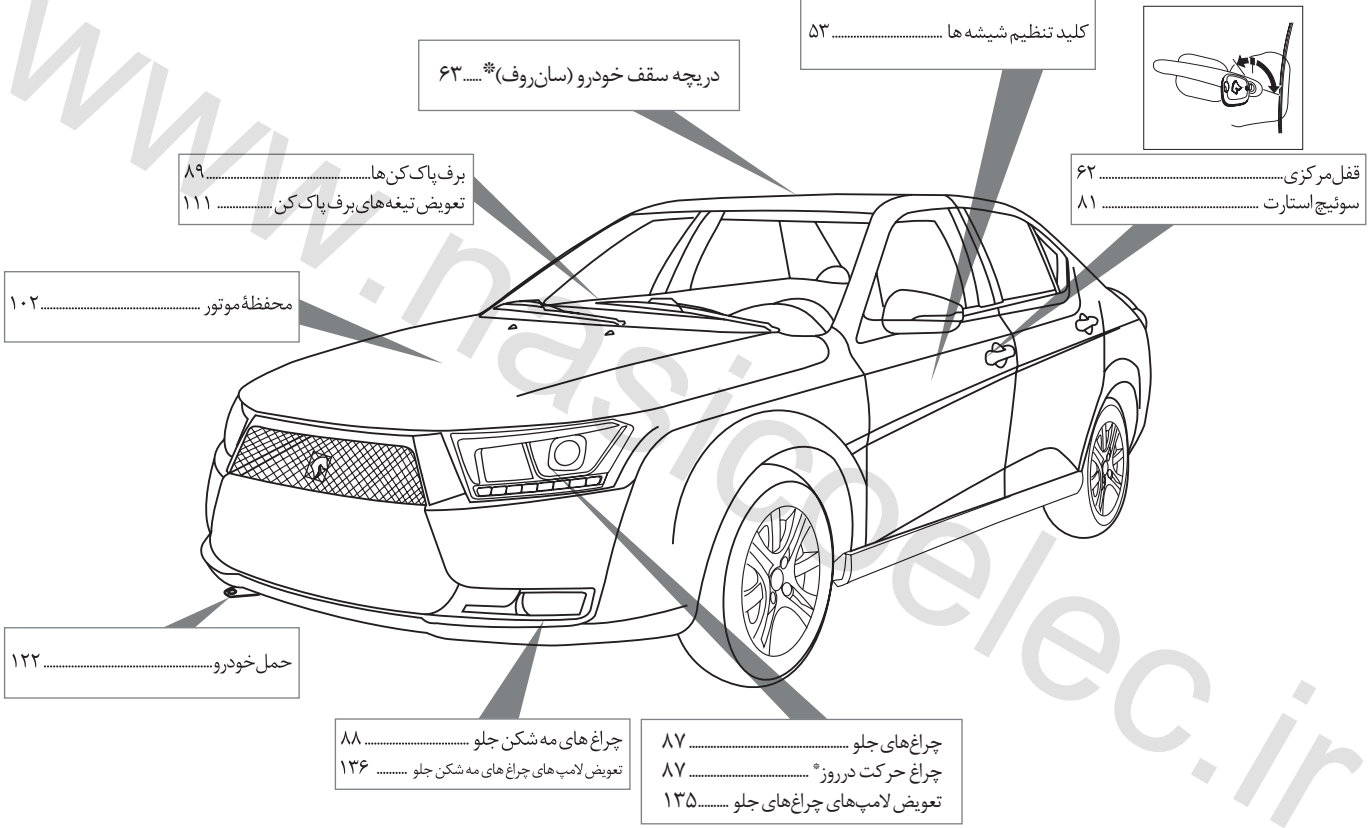 کلید تنظیم شیشه ها ........ ۵۳
دریچه سقف خودرو (سان‌روف)*..... ۶۳
قفل مرکزی........ ۶۲
سوئیچ استارت ........ ۸۱
برف پاک کن ها........ ۸۹
تعویض تیغه های برف پاک کن ........ ۱۱۱
محفظهٔ موتور ........ ۱۰۲
حمل خودرو........ ۱۲۲
چراغ های مه شکن جلو ........ ۸۸
تعویض لامپ های چراغ های مه شکن جلو ........ ۱۳۶
چراغ‌های جلو ........ ۸۷
چراغ حرکت در روز* ........ ۸۷
تعویض لامپ‌های چراغ‌های جلو ........ ۱۳۵
www.nasicoelec.ir